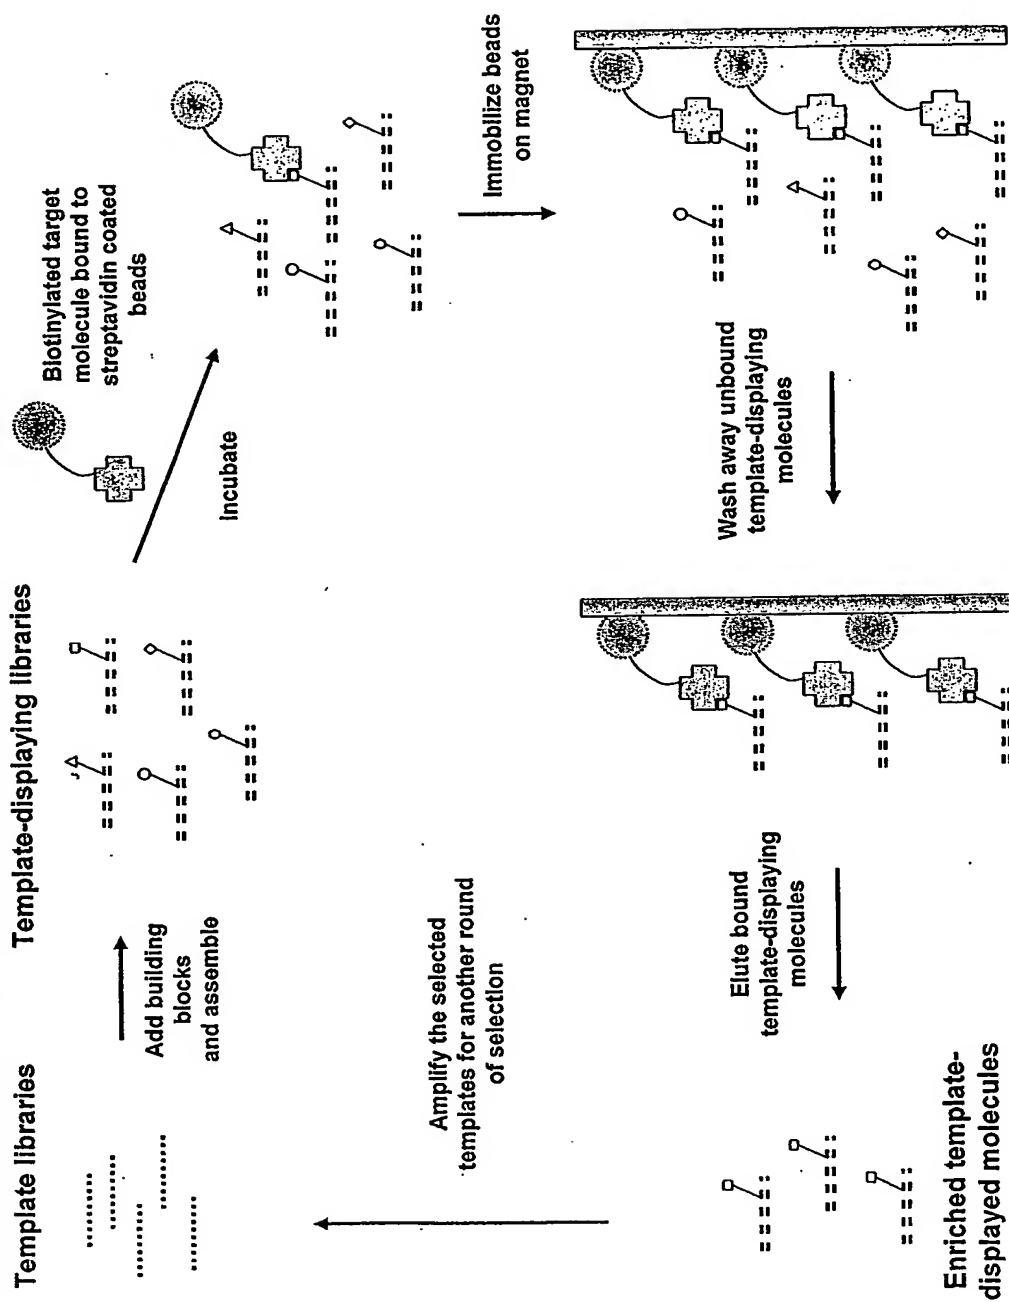 Template libraries
Add building
blocks
and assemble
Template-displaying libraries
Incubate
Biotinylated target
molecule bound to
streptavidin coated
beads
Immobilize beads
on magnet
Wash away unbound
template-displaying
molecules
Elute bound
template-displaying
molecules
Enriched template-
displayed molecules
Amplify the selected
templates for another round
of selection